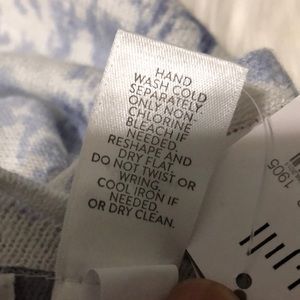 HAND
WASH COLD
SEPARATELY.
ONLY NON-
CHLORINE
BLEACH IF
NEEDED.
RESHAPE AND
DRY FLAT.
DO NOT TWIST OR
WRING.
COOL IRON IF
NEEDED.
OR DRY CLEAN.
1905